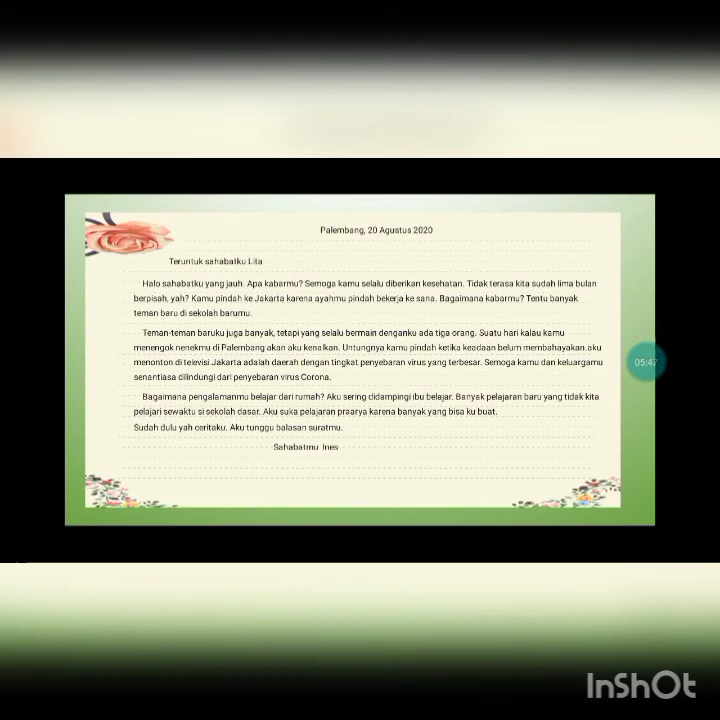 Palembang, 20 Agustus 2020
Teruntuk sahabatku Lita
Halo sahabatku yang jauh. Apa kabarmu? Semoga kamu selalu diberikan kesehatan. Tidak terasa kita sudah lima bulan
berpisah, yah? Kamu pindah ke Jakarta karena ayahmu pindah bekerja ke sana. Bagaimana kabarmu? Tentu banyak
teman baru di sekolah barumu.
Teman-teman baruku juga banyak, tetapi yang selalu bermain denganku ada tiga orang. Suatu hari kalau kamu
menengok nenekmu di Palembang akan aku kenalkan. Untungnya kamu pindah ketika keadaan belum membahayakan.aku
menonton di televisi Jakarta adalah daerah dengan tingkat penyebaran virus yang terbesar. Semoga kamu dan keluargamu
senantiasa dilindungi dari penyebaran virus Corona.
05:47
Bagaimana pengalamanmu belajar dari rumah? Aku sering didampingi ibu belajar. Banyak pelajaran baru yang tidak kita
pelajari sewaktu si sekolah dasar. Aku suka pelajaran praarya karena banyak yang bisa ku buat.
Sudah dulu yah ceritaku. Aku tunggu balasan suratmu.
Sahabatmu Ines
InShOt